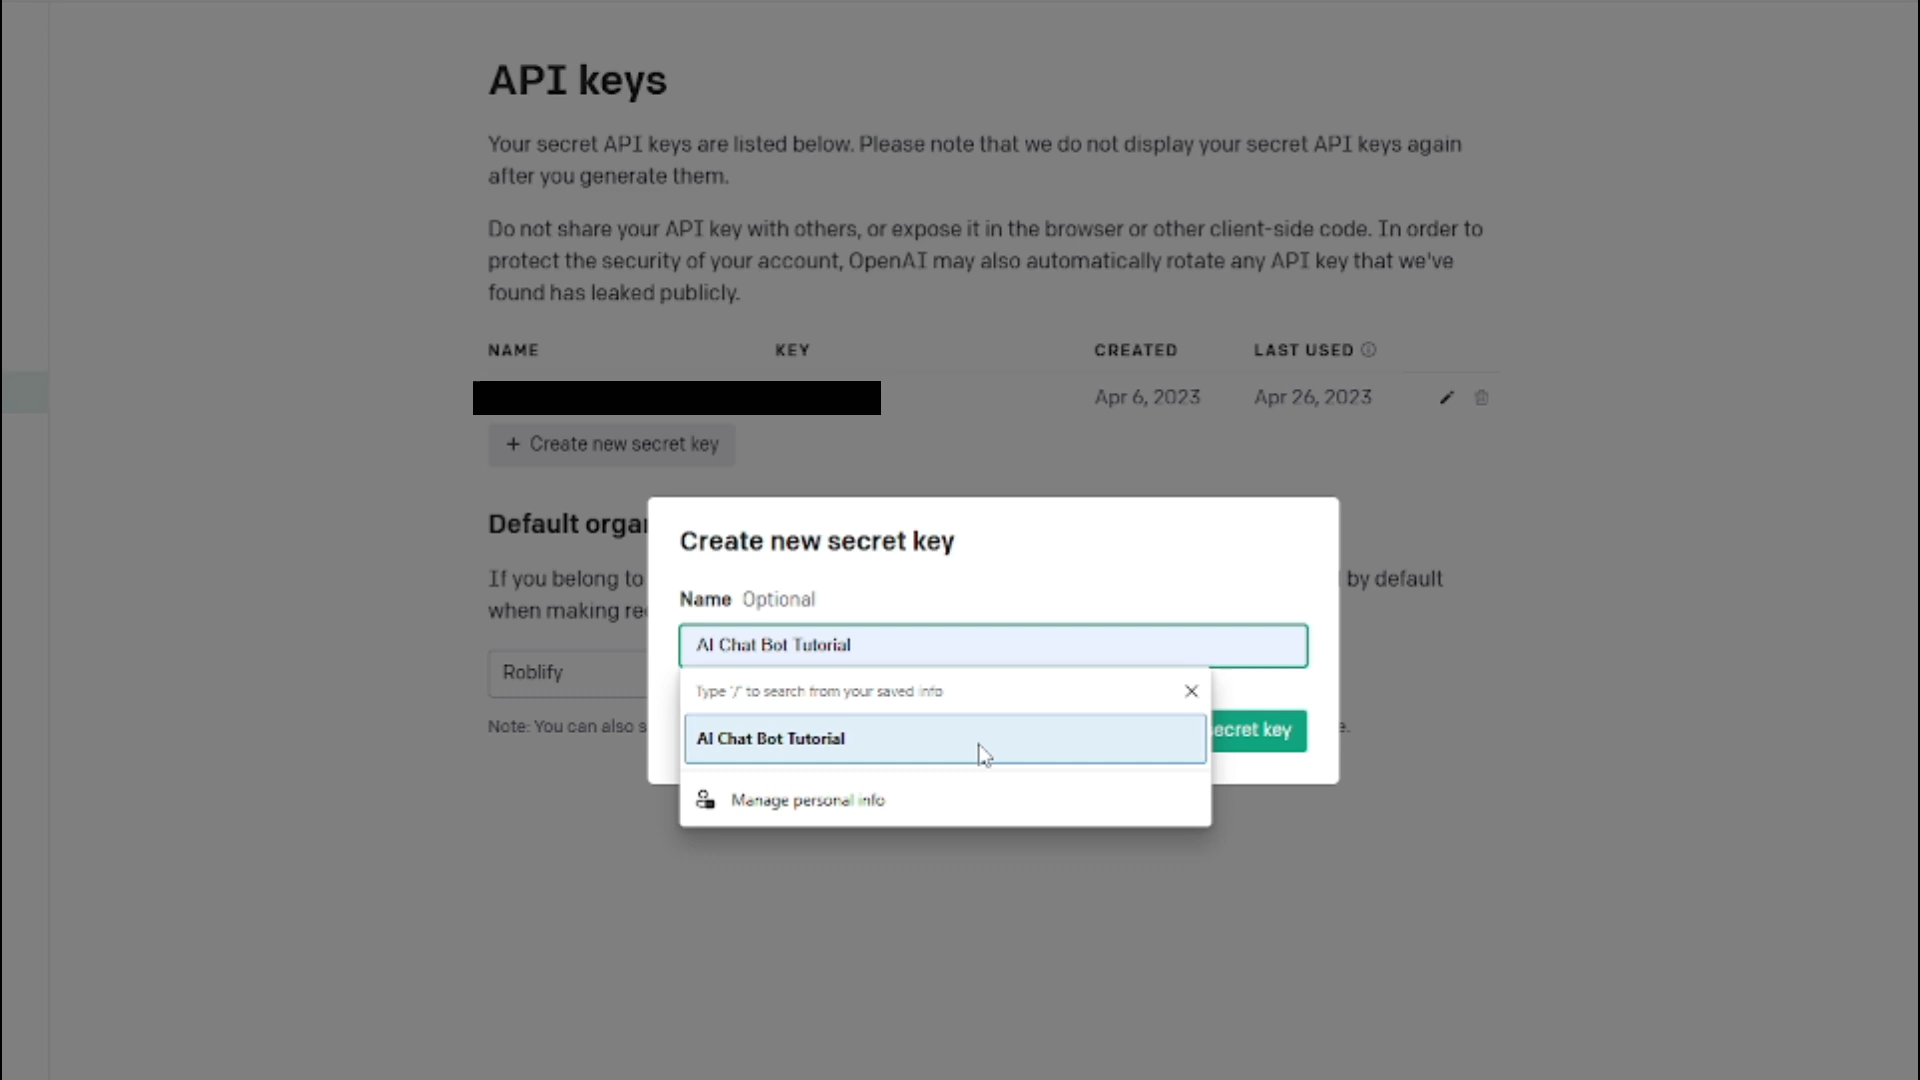 API keys
Your secret API keys are listed below. Please note that we do not display your secret API keys again
after you generate them.
Do not share your API key with others, or expose it in the browser or other client-side code. In order to
protect the security of your account, OpenAI may also automatically rotate any API key that we've
found has leaked publicly.
NAME KEY CREATED LAST USED
Apr 6, 2023 Apr 26, 2023
+ Create new secret key
Default
Create new secret key
Name Optional
If you belong to by default
when making
AI Chat Bot Tutorial
Roblify
Type '/' to search from your saved info
Note: You can also
AI Chat Bot Tutorial
secret key
Manage personal info